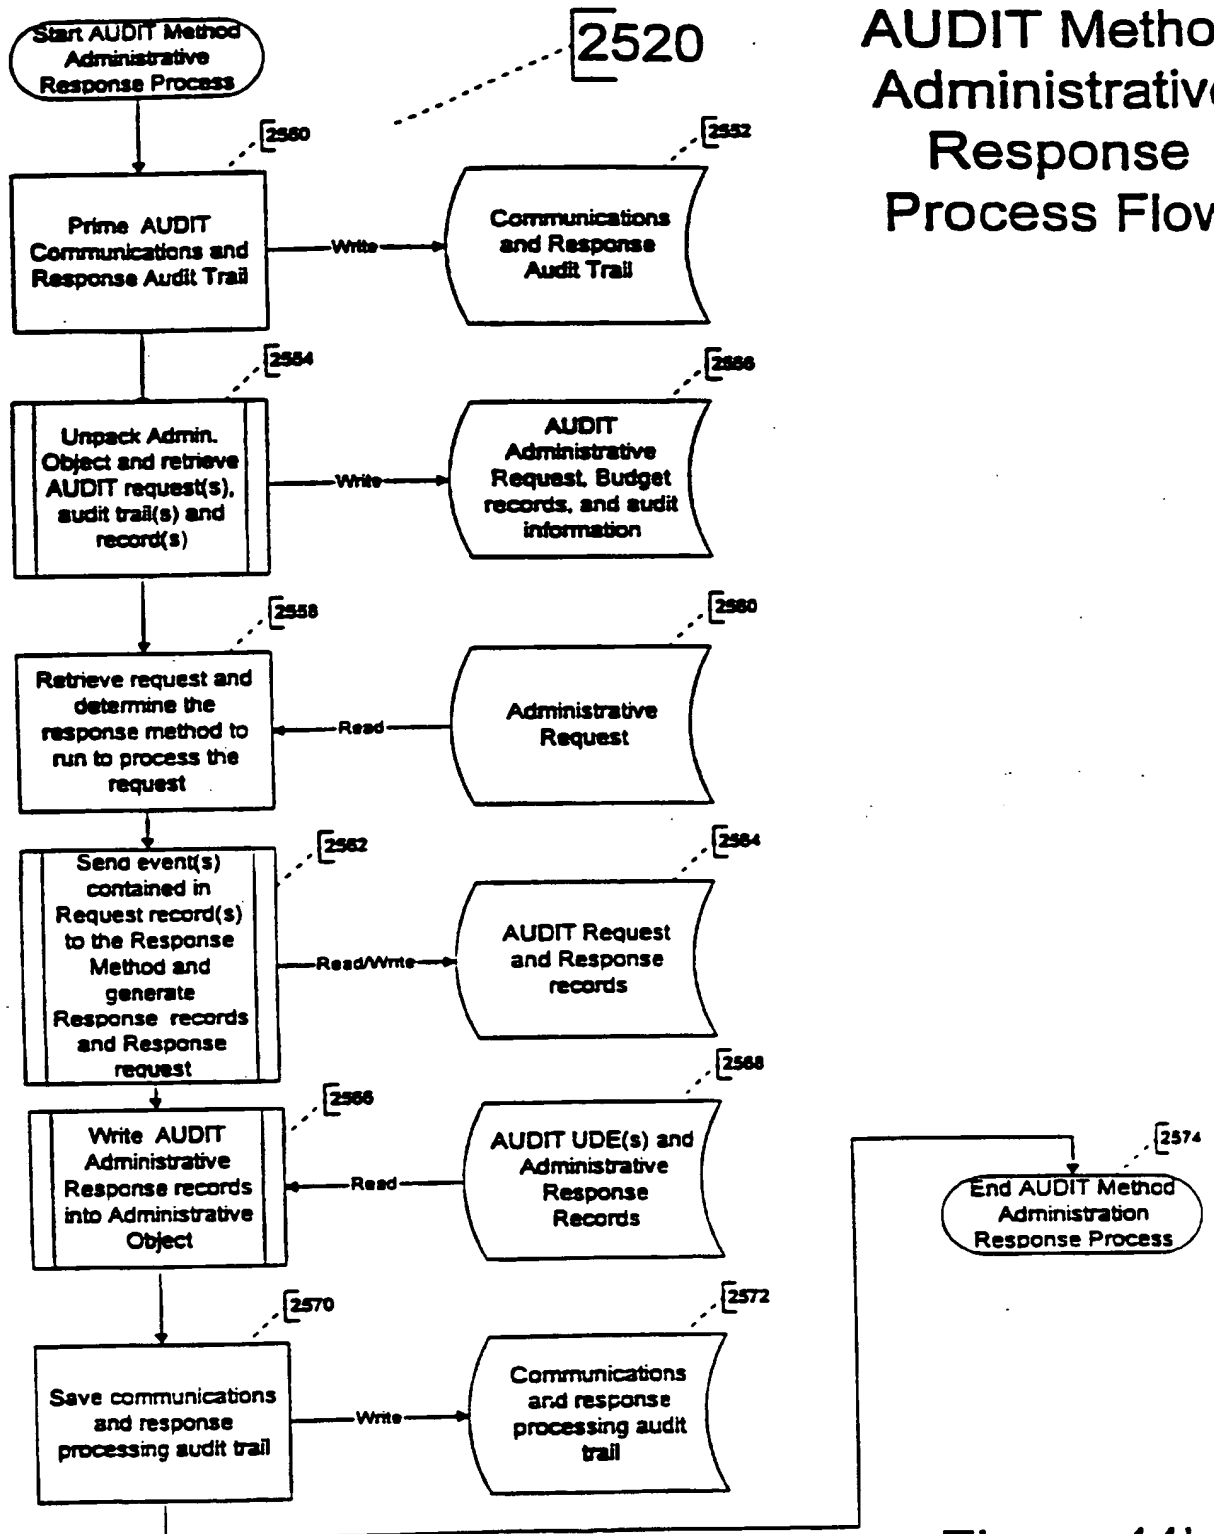 Start AUDIT Method
Administrative
Response Process
2520
AUDIT Metho
Administrative
Response
Process Flow
2550
Prime AUDIT
Communications and
Response Audit Trail
Write
2552
Communications
and Response
Audit Trail
2554
Unpack Admin.
Object and retrieve
AUDIT request(s),
audit trail(s) and
record(s)
Write
2556
AUDIT
Administrative
Request, Budget
records, and audit
information
2558
Retrieve request and
determine the
response method to
run to process the
request
Read
2560
Administrative
Request
2562
Send event(s)
contained in
Request record(s)
to the Response
Method and
generate
Response records
and Response
request
Read/Write
2564
AUDIT Request
and Response
records
2566
Write AUDIT
Administrative
Response records
into Administrative
Object
Read
2568
AUDIT UDE(s) and
Administrative
Response
Records
2570
Save communications
and response
processing audit trail
Write
2572
Communications
and response
processing audit
trail
2574
End AUDIT Method
Administration
Response Process